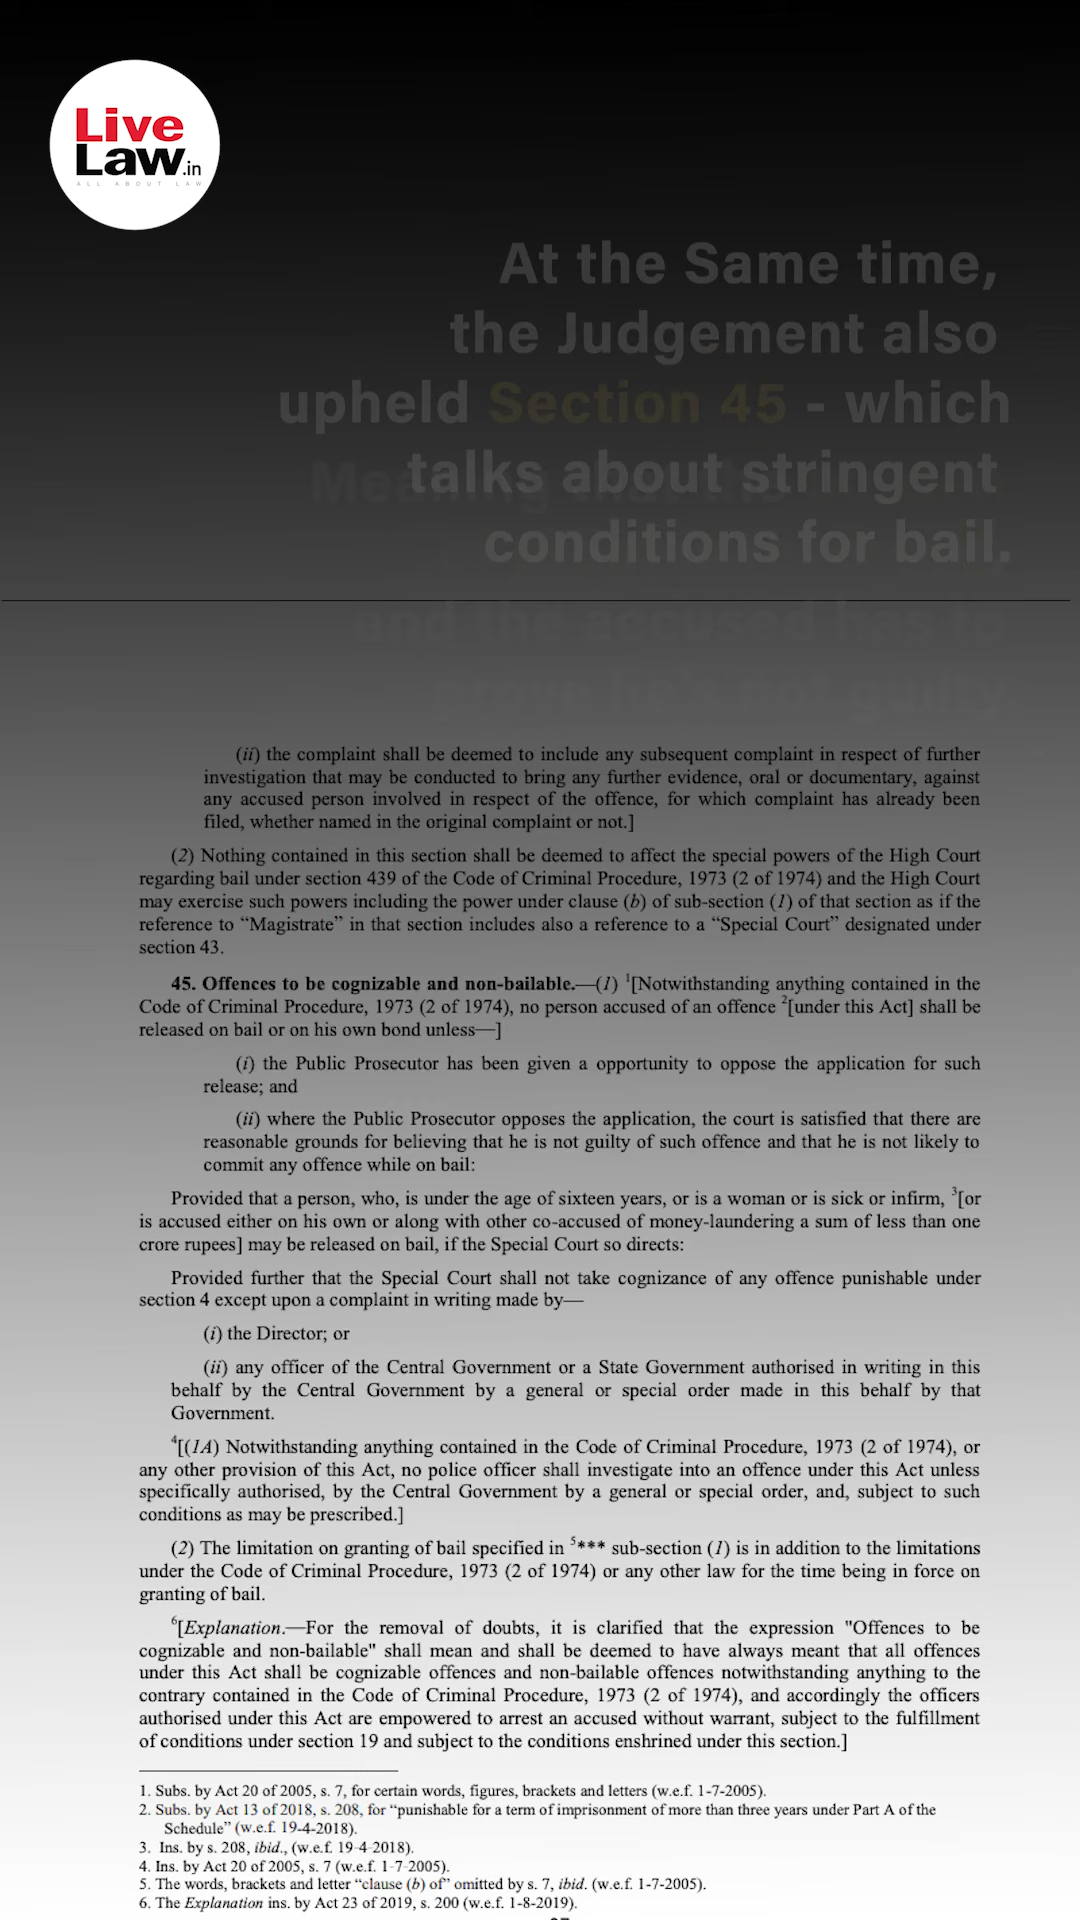 Live
Law.in
ALL ABOUT LAW
At the Same time,
the Judgement also
upheld Section 45 - which
talks about stringent
conditions for bail.
and the accused has to
prove he's not guilty
(ii) the complaint shall be deemed to include any subsequent complaint in respect of further
investigation that may be conducted to bring any further evidence, oral or documentary, against
any accused person involved in respect of the offence, for which complaint has already been
filed, whether named in the original complaint or not.]
(2) Nothing contained in this section shall be deemed to affect the special powers of the High Court
regarding bail under section 439 of the Code of Criminal Procedure, 1973 (2 of 1974) and the High Court
may exercise such powers including the power under clause (b) of sub-section (1) of that section as if the
reference to “Magistrate” in that section includes also a reference to a “Special Court” designated under
section 43.
45. Offences to be cognizable and non-bailable.—(1) 1[Notwithstanding anything contained in the
Code of Criminal Procedure, 1973 (2 of 1974), no person accused of an offence 2[under this Act] shall be
released on bail or on his own bond unless—]
(i) the Public Prosecutor has been given a opportunity to oppose the application for such
release; and
(ii) where the Public Prosecutor opposes the application, the court is satisfied that there are
reasonable grounds for believing that he is not guilty of such offence and that he is not likely to
commit any offence while on bail:
Provided that a person, who, is under the age of sixteen years, or is a woman or is sick or infirm, 3[or
is accused either on his own or along with other co-accused of money-laundering a sum of less than one
crore rupees] may be released on bail, if the Special Court so directs:
Provided further that the Special Court shall not take cognizance of any offence punishable under
section 4 except upon a complaint in writing made by—
(i) the Director; or
(ii) any officer of the Central Government or a State Government authorised in writing in this
behalf by the Central Government by a general or special order made in this behalf by that
Government.
4[(1A) Notwithstanding anything contained in the Code of Criminal Procedure, 1973 (2 of 1974), or
any other provision of this Act, no police officer shall investigate into an offence under this Act unless
specifically authorised, by the Central Government by a general or special order, and, subject to such
conditions as may be prescribed.]
(2) The limitation on granting of bail specified in 5*** sub-section (1) is in addition to the limitations
under the Code of Criminal Procedure, 1973 (2 of 1974) or any other law for the time being in force on
granting of bail.
6[Explanation.—For the removal of doubts, it is clarified that the expression "Offences to be
cognizable and non-bailable" shall mean and shall be deemed to have always meant that all offences
under this Act shall be cognizable offences and non-bailable offences notwithstanding anything to the
contrary contained in the Code of Criminal Procedure, 1973 (2 of 1974), and accordingly the officers
authorised under this Act are empowered to arrest an accused without warrant, subject to the fulfillment
of conditions under section 19 and subject to the conditions enshrined under this section.]
1. Subs. by Act 20 of 2005, s. 7, for certain words, figures, brackets and letters (w.e.f. 1-7-2005).
2. Subs. by Act 13 of 2018, s. 208, for “punishable for a term of imprisonment of more than three years under Part A of the
Schedule” (w.e.f. 19-4-2018).
3. Ins. by s. 208, ibid., (w.e.f. 19-4-2018).
4. Ins. by Act 20 of 2005, s. 7 (w.e.f. 1-7-2005).
5. The words, brackets and letter “clause (b) of” omitted by s. 7, ibid. (w.e.f. 1-7-2005).
6. The Explanation ins. by Act 23 of 2019, s. 200 (w.e.f. 1-8-2019).